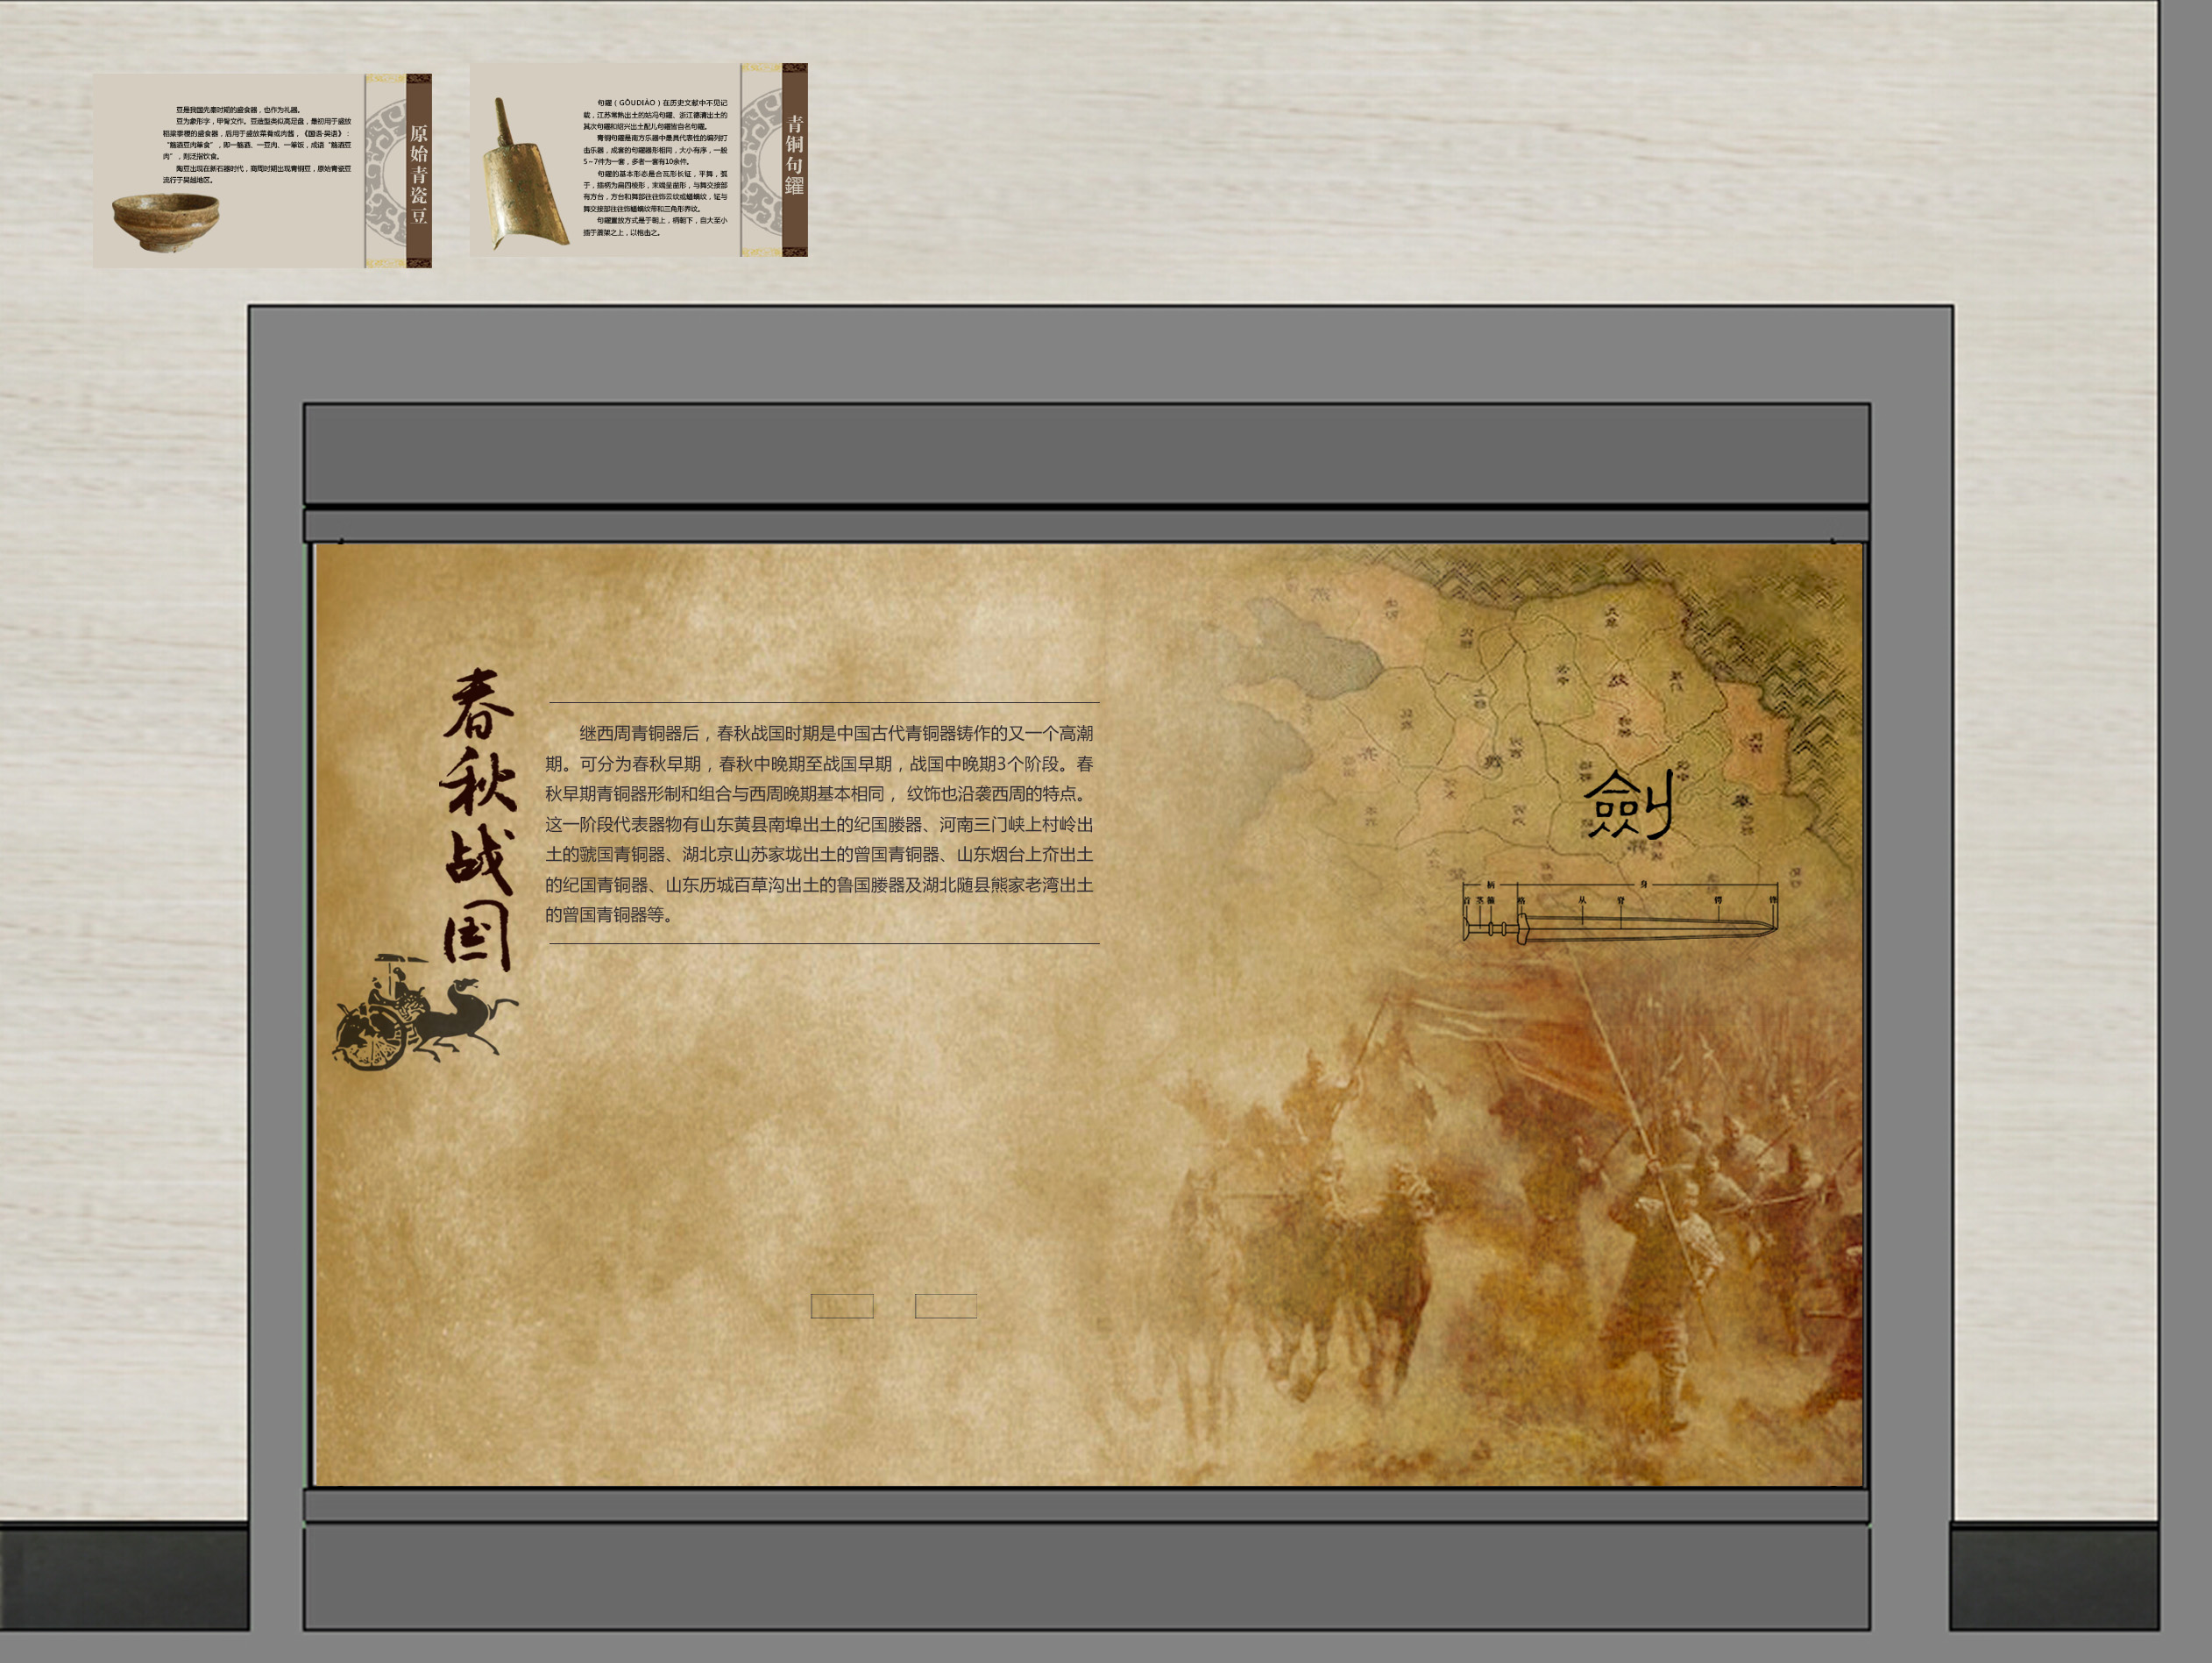 豆是我国先秦时期的盛食器，也作为礼器。
豆为象形字，甲骨文作。豆造型类似高足盘，最初用于盛放
稻粱黍稷的盛食器，后用于盛放菜肴或肉酱，《国语·吴语》：
“觞酒豆肉箪食”，即一觞酒、一豆肉、一箪饭，成语“觞酒豆
肉”，则泛指饮食。
陶豆出现在新石器时代，商周时期出现青铜豆，原始青瓷豆
流行于吴越地区。
原始青瓷豆
句鑃（GŌUDIÀO）在历史文献中不见记
载，江苏常熟出土的姑冯句鑃、浙江德清出土的
其次句鑃和绍兴出土配儿句鑃皆自名句鑃。
青铜句鑃是南方乐器中最具代表性的编列打
击乐器，成套的句鑃器形相同，大小有序，一般
5~7件为一套，多者一套有10余件。
句鑃的基本形态是合瓦形长钲，平舞，弧
于，插柄为扁四棱形，末端呈凿形，与舞交接部
有方台，方台和舞部往往饰云纹或蟠螭纹，钲与
舞交接部往往饰蟠螭纹带和三角形界纹。
句鑃置放方式是于朝上，柄朝下，自大至小
插于簨架之上，以槌击之。
青铜句鑃
春秋战国
继西周青铜器后，春秋战国时期是中国古代青铜器铸作的又一个高潮
期。可分为春秋早期，春秋中晚期至战国早期，战国中晚期3个阶段。春
秋早期青铜器形制和组合与西周晚期基本相同， 纹饰也沿袭西周的特点。
这一阶段代表器物有山东黄县南埠出土的纪国媵器、河南三门峡上村岭出
土的虢国青铜器、湖北京山苏家垅出土的曾国青铜器、山东烟台上夼出土
的纪国青铜器、山东历城百草沟出土的鲁国媵器及湖北随县熊家老湾出土
的曾国青铜器等。
劍
柄 身
首 茎 箍 格 从 脊 锷 锋